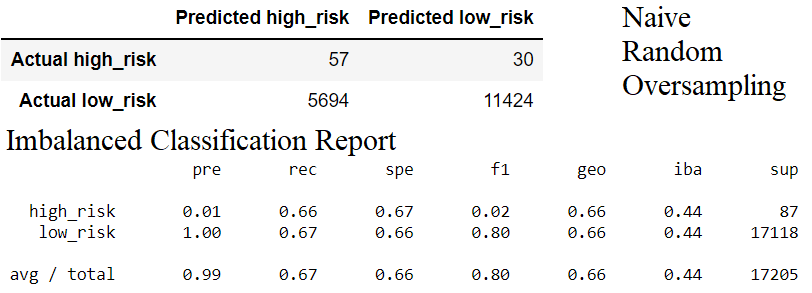 Predicted high_risk Predicted low_risk
Actual high_risk 57 30
Actual low_risk 5694 11424
Naive
Random
Oversampling
Imbalanced Classification Report
pre rec spe f1 geo iba sup
high_risk 0.01 0.66 0.67 0.02 0.66 0.44 87
low_risk 1.00 0.67 0.66 0.80 0.66 0.44 17118
avg / total 0.99 0.67 0.66 0.80 0.66 0.44 17205